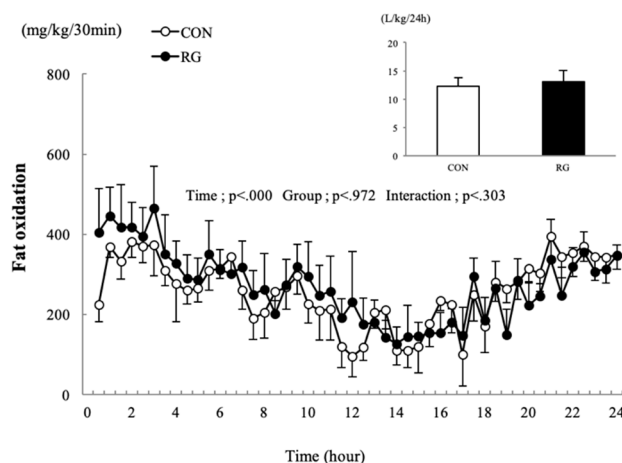 (mg/kg/30min)
CON
RG
(L/kg/24h)
20
15
10
5
0
CON RG
800
600
400
200
0
Fat oxidation
Time ; p<.000 Group ; p<.972 Interaction ; p<.303
0 2 4 6 8 10 12 14 16 18 20 22 24
Time (hour)